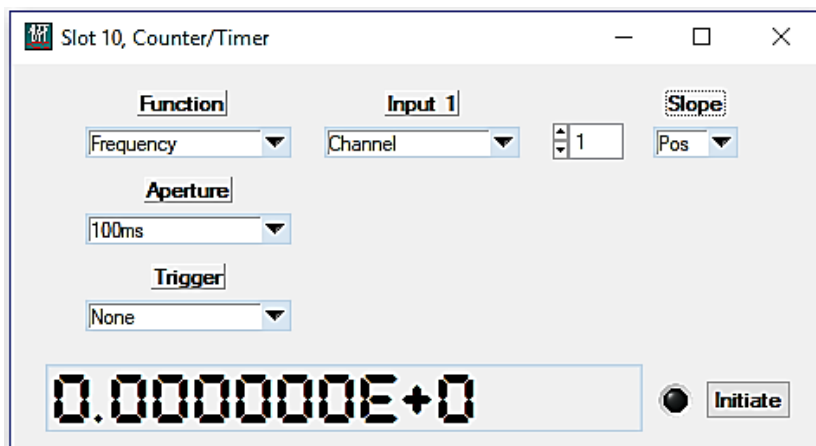 Slot 10, Counter/Timer
Function Input 1 Slope
Frequency Channel 1 Pos
Aperture
100ms
Trigger
None
0.000000E+0 Initiate